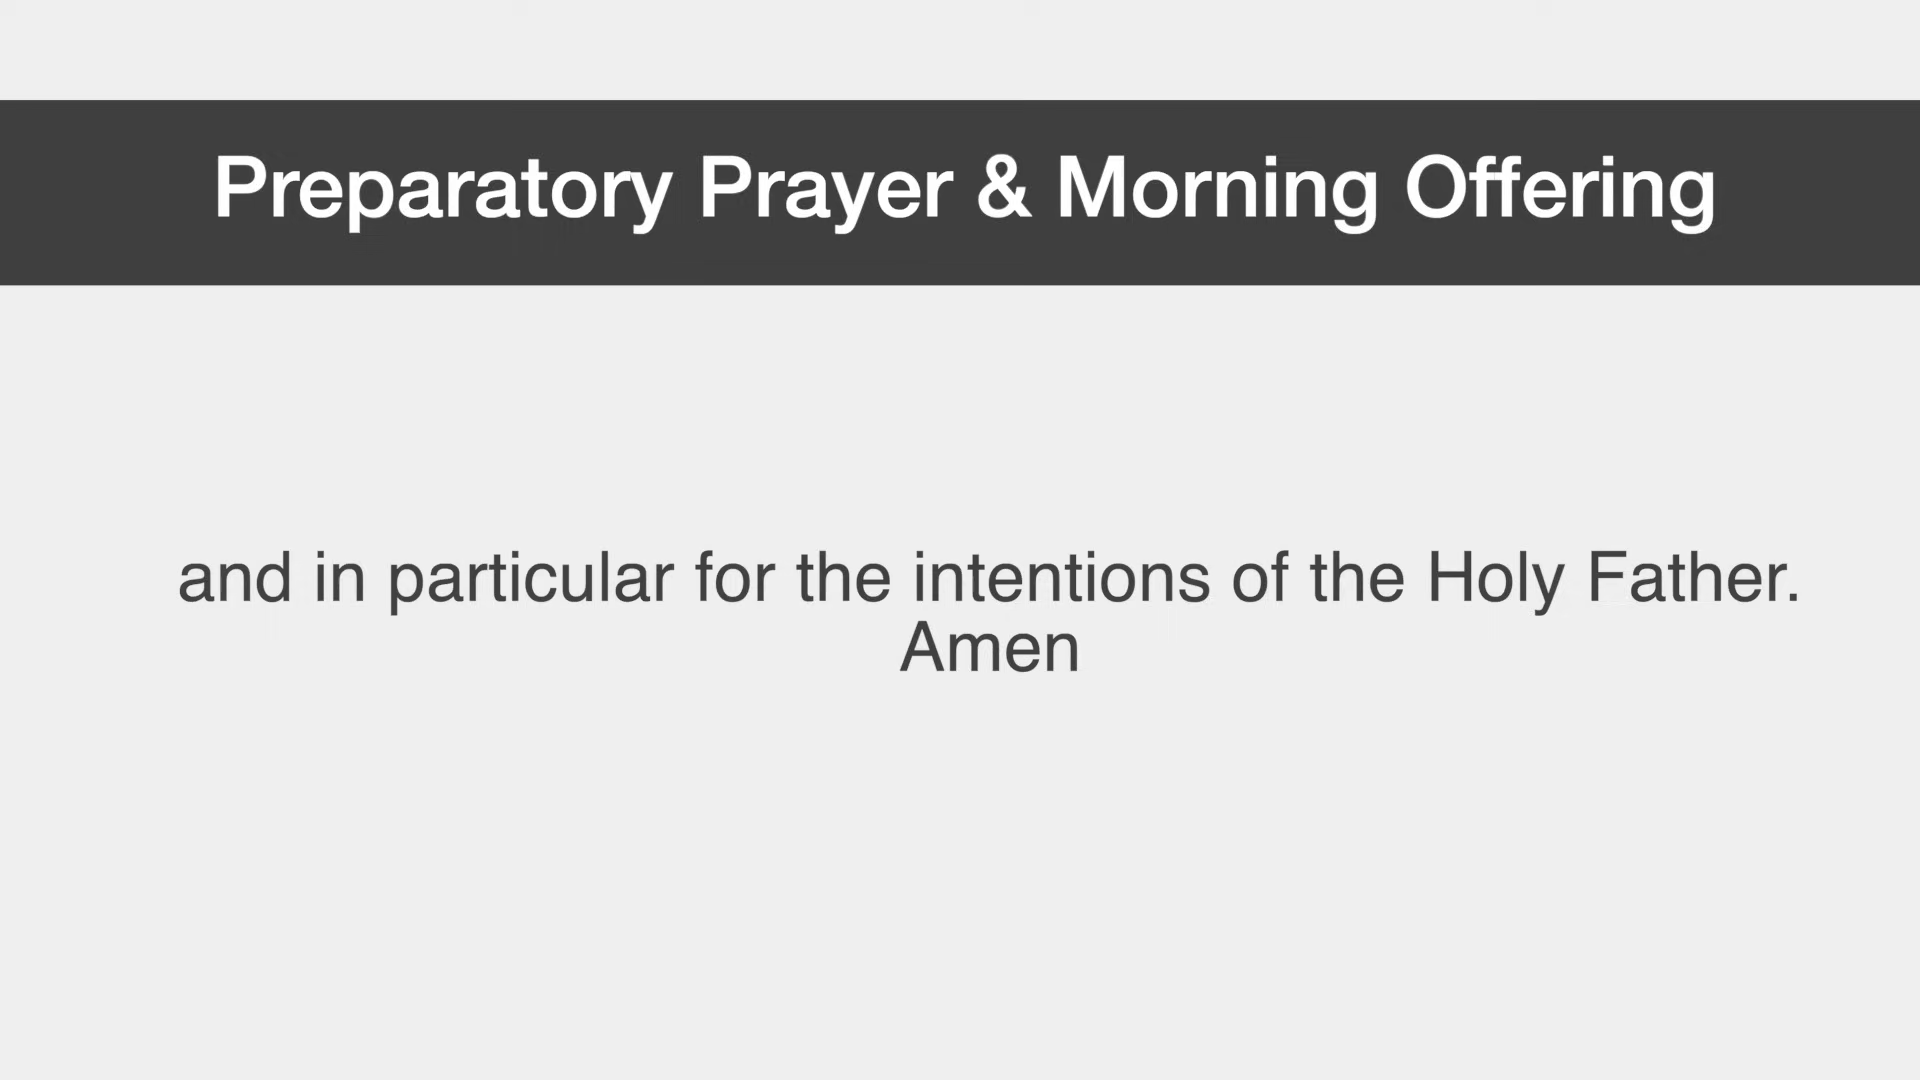 Preparatory Prayer & Morning Offering
and in particular for the intentions of the Holy Father.
Amen